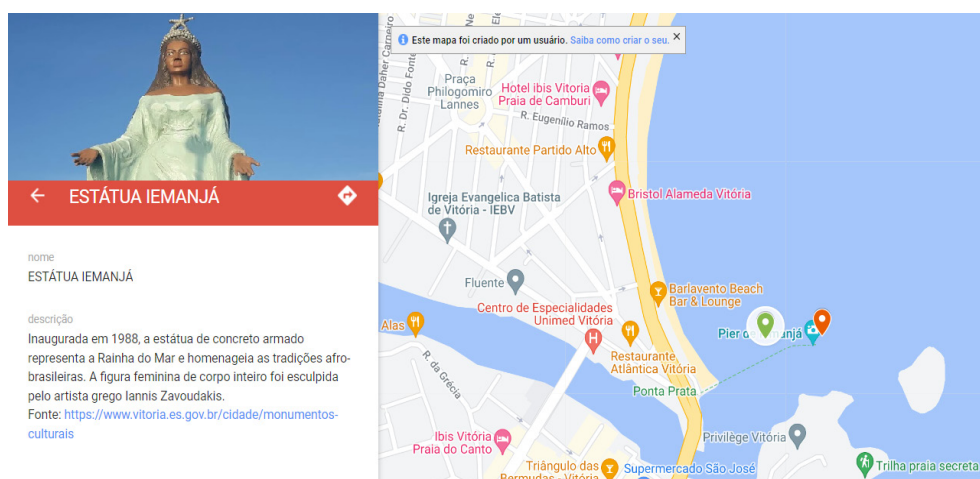 ESTÁTUA IEMANJÁ
nome
ESTÁTUA IEMANJÁ
descrição
Inaugurada em 1988, a estátua de concreto armado
representa a Rainha do Mar e homenageia as tradições afro-
brasileiras. A figura feminina de corpo inteiro foi esculpida
pelo artista grego Iannis Zavoudakis.
Fonte: https://www.vitoria.es.gov.br/cidade/monumentos-
culturais
Este mapa foi criado por um usuário. Saiba como criar o seu.
R. Dr. Dido Fontes
Praça
Philogomiro
Lannes
Hotel ibis Vitoria
Praia de Camburi
R. Eugenílio Ramos
Restaurante Partido Alto
Igreja Evangelica Batista
de Vitória - IEBV
Bristol Alameda Vitória
Fluente
Barlavento Beach
Bar & Lounge
Centro de Especialidades
Unimed Vitória
Alas
Pier
Restaurante
Atlântica Vitória
R. da Grécia
Ponta Prata
Ibis Vitória
Praia do Canto
Privilège Vitória
Triângulo das
Bermudas - Vitória
Supermercado São José
Trilha praia secreta